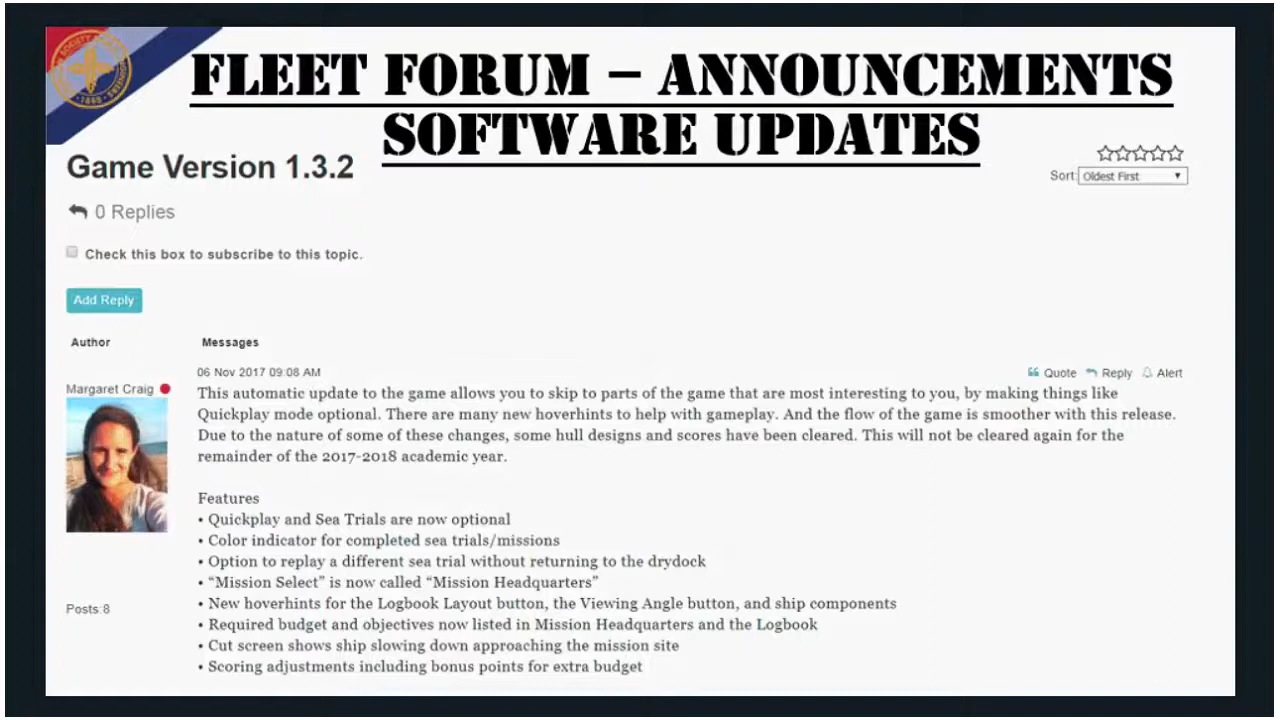 FLEET FORUM – ANNOUNCEMENTS
SOFTWARE UPDATES
Game Version 1.3.2
Sort: Oldest First
0 Replies
Check this box to subscribe to this topic.
Add Reply
Author Messages
06 Nov 2017 09:08 AM Quote Reply Alert
Margaret Craig
This automatic update to the game allows you to skip to parts of the game that are most interesting to you, by making things like
Quickplay mode optional. There are many new hoverhints to help with gameplay. And the flow of the game is smoother with this release.
Due to the nature of some of these changes, some hull designs and scores have been cleared. This will not be cleared again for the
remainder of the 2017-2018 academic year.
Features
• Quickplay and Sea Trials are now optional
• Color indicator for completed sea trials/missions
• Option to replay a different sea trial without returning to the drydock
• “Mission Select” is now called “Mission Headquarters”
• New hoverhints for the Logbook Layout button, the Viewing Angle button, and ship components
Posts:8
• Required budget and objectives now listed in Mission Headquarters and the Logbook
• Cut screen shows ship slowing down approaching the mission site
• Scoring adjustments including bonus points for extra budget